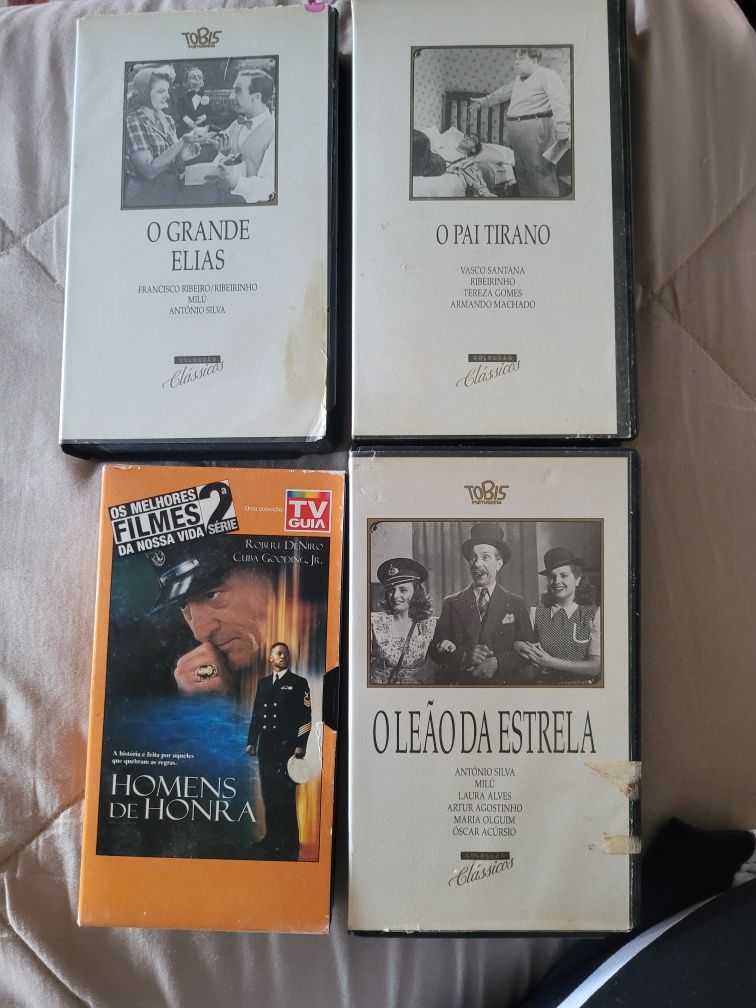 TOBIS
PORTUGUESA
O GRANDE
ELIAS
FRANCISCO RIBEIRO/RIBEIRINHO
MILÚ
ANTÓNIO SILVA
COLECÇÃO
Clássicos
O PAI TIRANO
VASCO SANTANA
RIBEIRINHO
TEREZA GOMES
ARMANDO MACHADO
COLECÇÃO
Clássicos
OS MELHORES
FILMES
DA NOSSA VIDA
2ª
SÉRIE
Uma colecção
TV
GUIA
ROBERT DENIRO
CUBA GOODING, JR.
A história é feita por aqueles
que quebram as regras.
HOMENS
DE HONRA
TOBIS
PORTUGUESA
O LEÃO DA ESTRELA
ANTÓNIO SILVA
MILÚ
LAURA ALVES
ARTUR AGOSTINHO
MARIA OLGUIM
ÓSCAR ACÚRSIO
COLECÇÃO
Clássicos